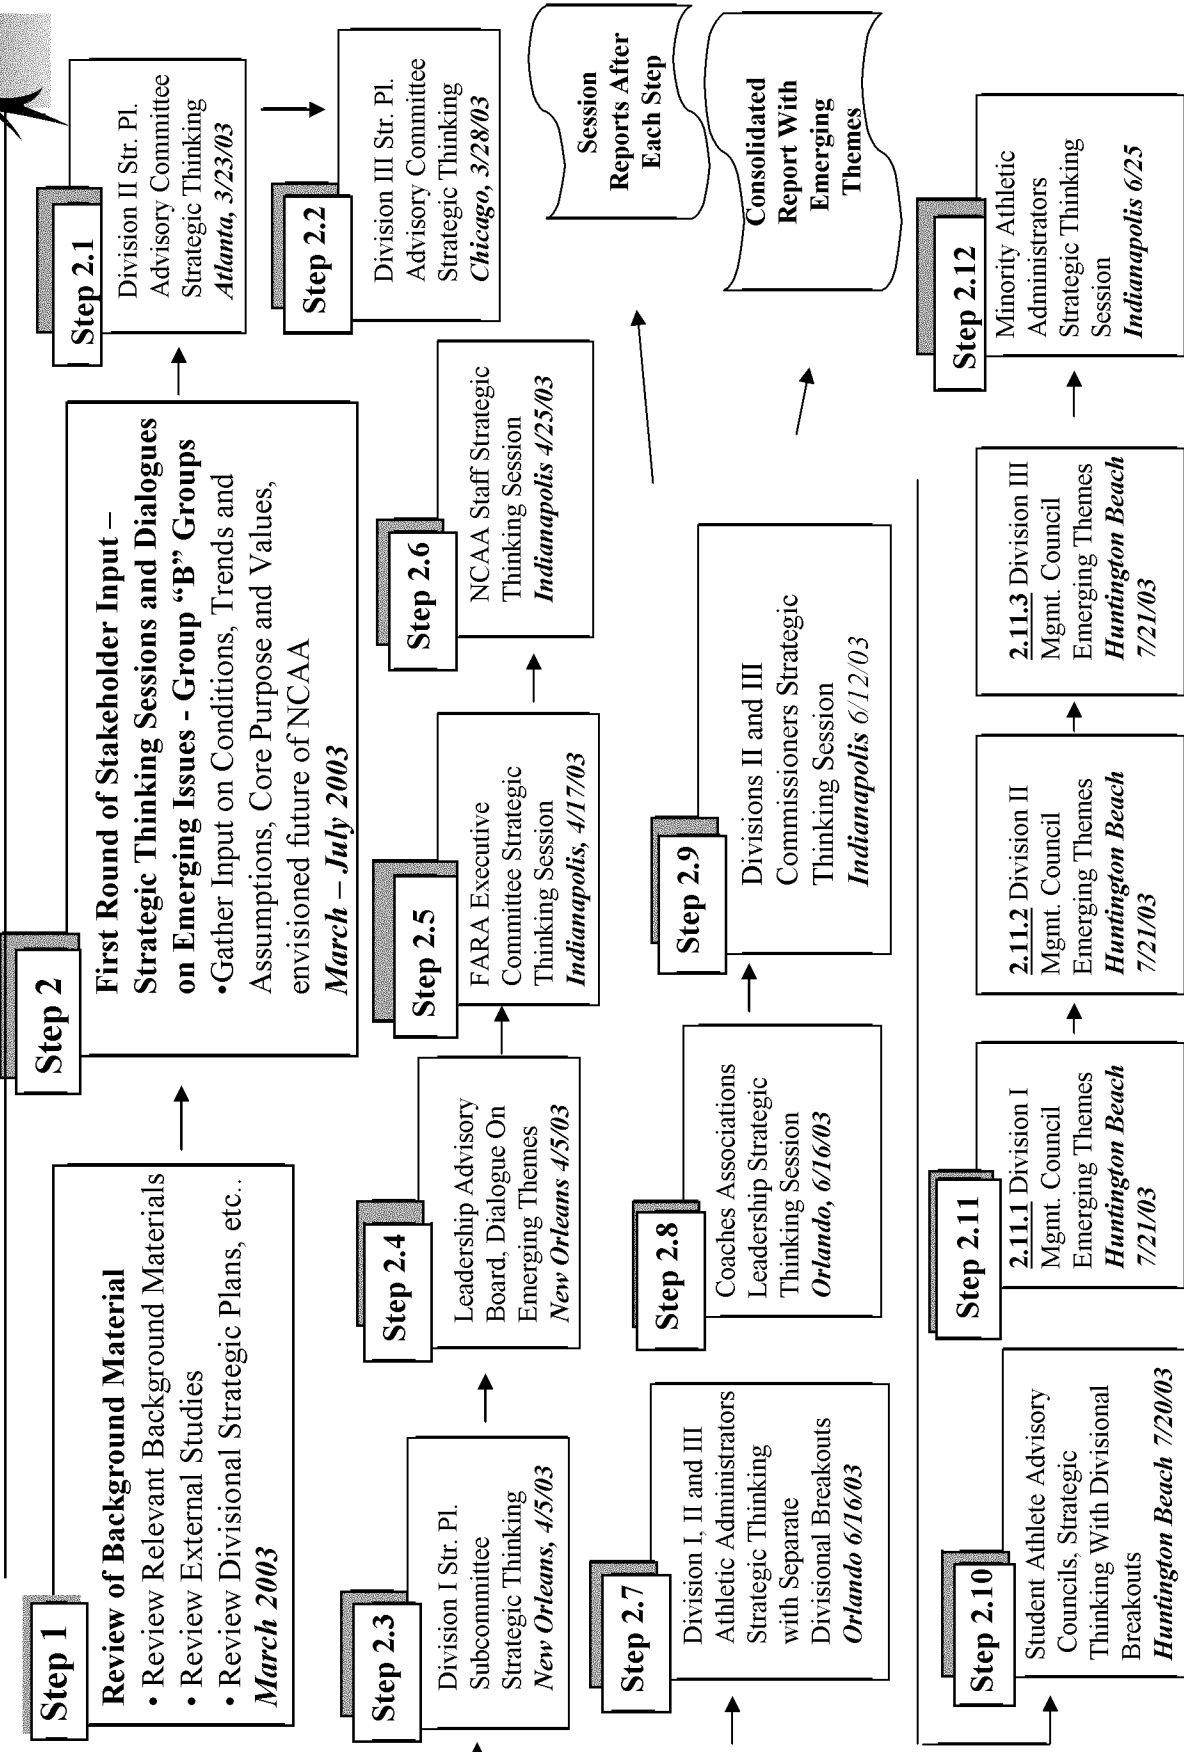 Step 1
Review of Background Material
• Review Relevant Background Materials
• Review External Studies
• Review Divisional Strategic Plans, etc..
March 2003
Step 2
First Round of Stakeholder Input –
Strategic Thinking Sessions and Dialogues
on Emerging Issues - Group “B” Groups
•Gather Input on Conditions, Trends and
Assumptions, Core Purpose and Values,
envisioned future of NCAA
March – July 2003
Step 2.1
Division II Str. Pl.
Advisory Committee
Strategic Thinking
Atlanta, 3/23/03
Step 2.2
Division III Str. Pl.
Advisory Committee
Strategic Thinking
Chicago, 3/28/03
Step 2.3
Division I Str. Pl.
Subcommittee
Strategic Thinking
New Orleans, 4/5/03
Step 2.4
Leadership Advisory
Board, Dialogue On
Emerging Themes
New Orleans 4/5/03
Step 2.5
FARA Executive
Committee Strategic
Thinking Session
Indianapolis, 4/17/03
Step 2.6
NCAA Staff Strategic
Thinking Session
Indianapolis 4/25/03
Session
Reports After
Each Step
Step 2.7
Division I, II and III
Athletic Administrators
Strategic Thinking
with Separate
Divisional Breakouts
Orlando 6/16/03
Step 2.8
Coaches Associations
Leadership Strategic
Thinking Session
Orlando, 6/16/03
Step 2.9
Divisions II and III
Commissioners Strategic
Thinking Session
Indianapolis 6/12/03
Consolidated
Report With
Emerging
Themes
Step 2.10
Student Athlete Advisory
Councils, Strategic
Thinking With Divisional
Breakouts
Huntington Beach 7/20/03
Step 2.11
2.11.1 Division I
Mgmt. Council
Emerging Themes
Huntington Beach
7/21/03
2.11.2 Division II
Mgmt. Council
Emerging Themes
Huntington Beach
7/21/03
2.11.3 Division III
Mgmt. Council
Emerging Themes
Huntington Beach
7/21/03
Step 2.12
Minority Athletic
Administrators
Strategic Thinking
Session
Indianapolis 6/25